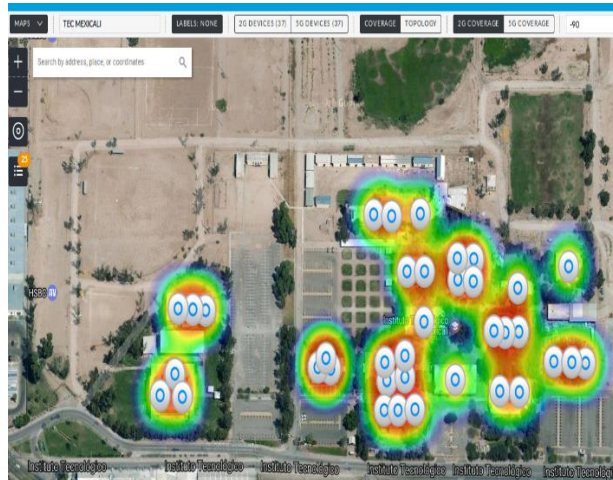 MAPS TEC MEXICALI LABELS: NONE 2G DEVICES (37) 5G DEVICES (37) COVERAGE TOPOLOGY 2G COVERAGE 5G COVERAGE -90
Search by address, place, or coordinates
23
HSBC
Instituto Tecnológico
Instituto Tecnológico Instituto Tecnológico Instituto Tecnológico Instituto Tecnológico Instituto Tecnológico